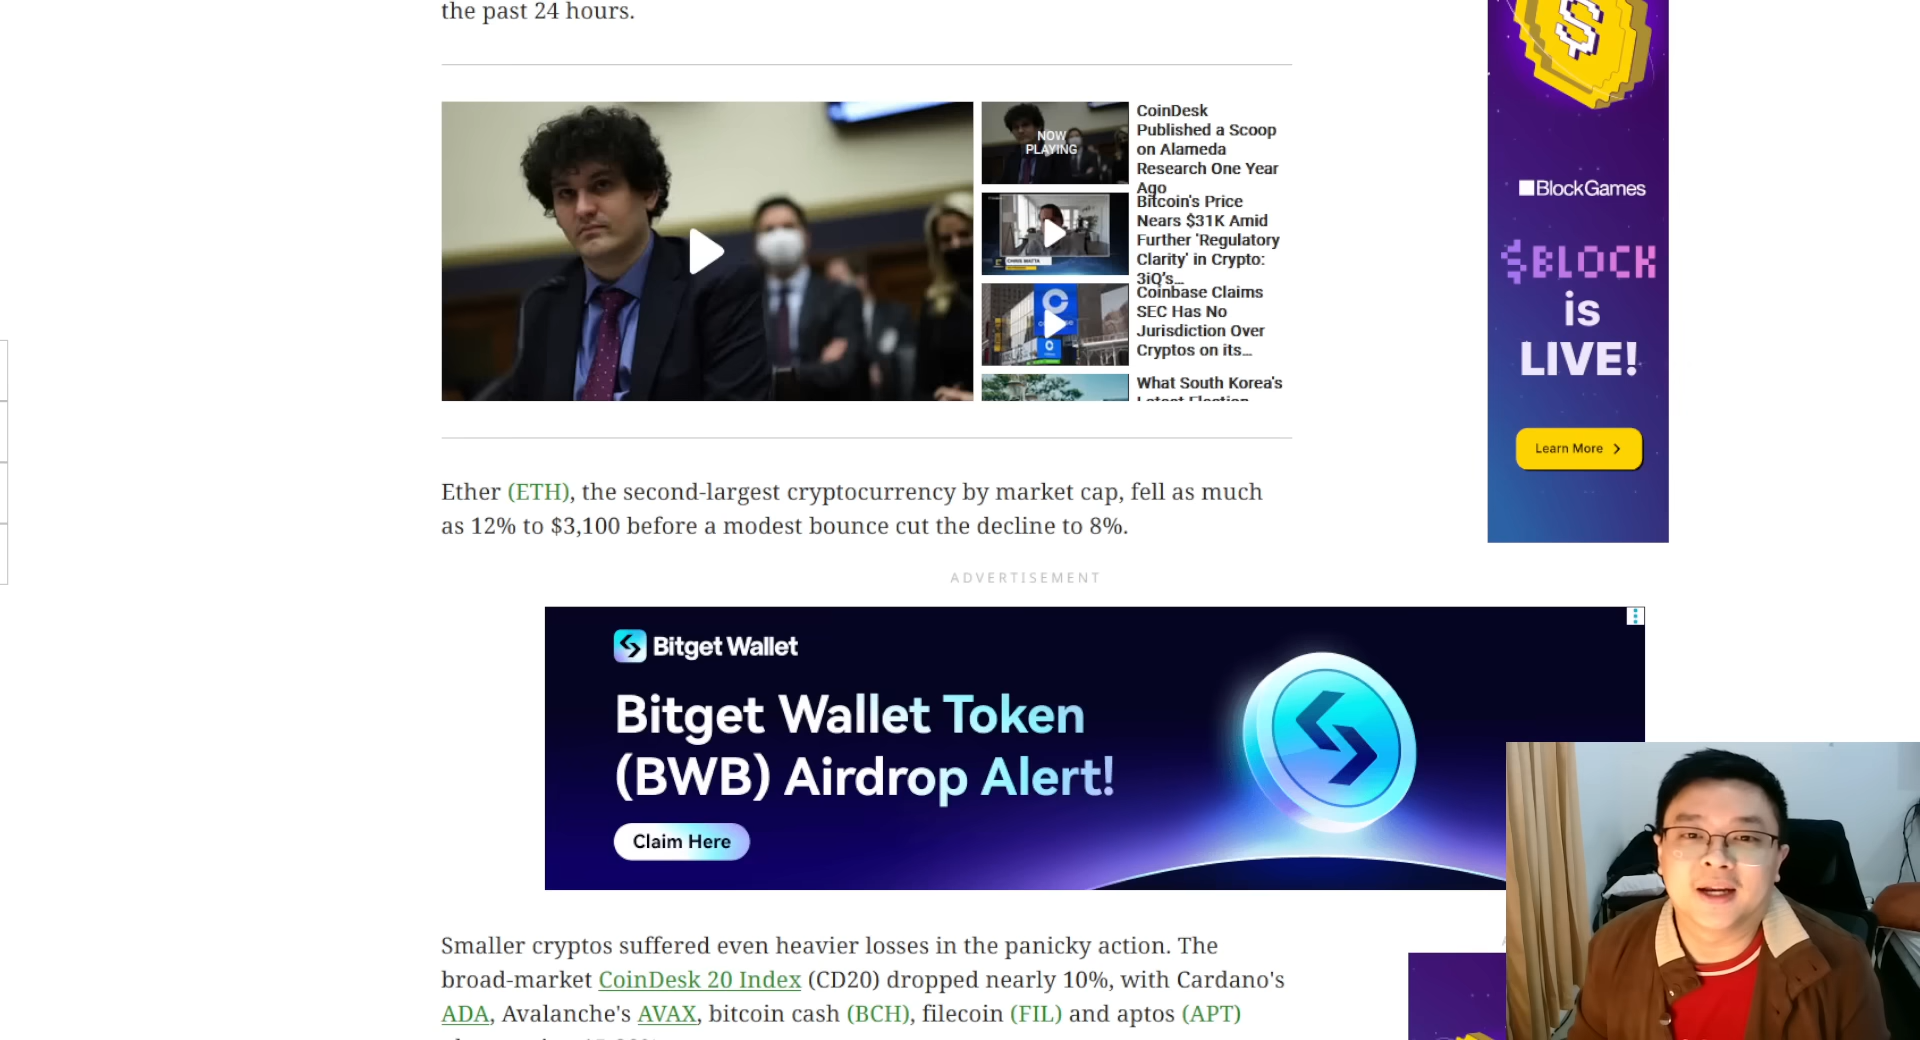 the past 24 hours.
NOW
PLAYING
CoinDesk
Published a Scoop
on Alameda
Research One Year
Ago
Bitcoin's Price
Nears $31K Amid
Further 'Regulatory
Clarity' in Crypto:
3iQ's...
CHRIS MATTA
Coinbase Claims
SEC Has No
Jurisdiction Over
Cryptos on its...
What South Korea's
Latest Election
BlockGames
$BLOCK
is
LIVE!
Learn More
Ether (ETH), the second-largest cryptocurrency by market cap, fell as much
as 12% to $3,100 before a modest bounce cut the decline to 8%.
ADVERTISEMENT
Bitget Wallet
Bitget Wallet Token
(BWB) Airdrop Alert!
Claim Here
Smaller cryptos suffered even heavier losses in the panicky action. The
broad-market CoinDesk 20 Index (CD20) dropped nearly 10%, with Cardano's
ADA, Avalanche's AVAX, bitcoin cash (BCH), filecoin (FIL) and aptos (APT)